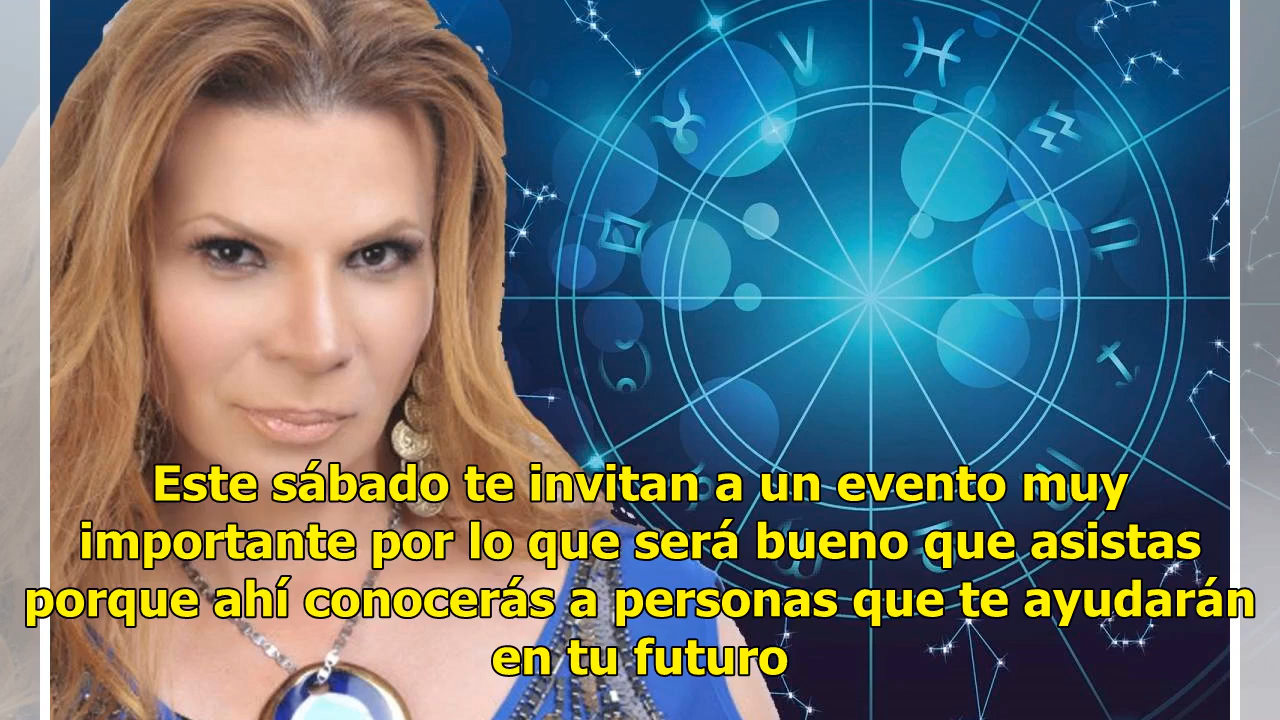 Este sábado te invitan a un evento muy
importante por lo que será bueno que asistas
porque ahí conocerás a personas que te ayudarán
en tu futuro